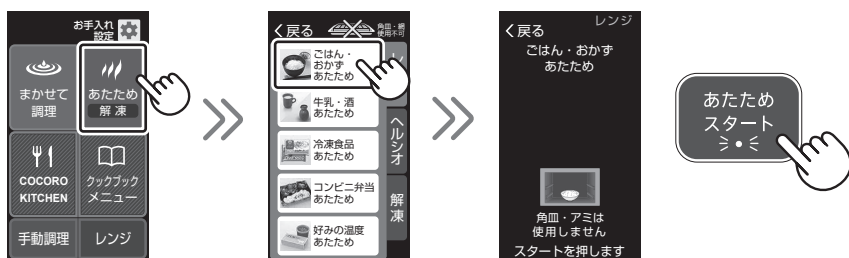 お手入れ
設定
まかせて
調理
あたため
解凍
COCORO
KITCHEN
クックブック
メニュー
手動調理
レンジ
戻る
角皿・網
使用不可
ごはん・
おかず
あたため
牛乳・酒
あたため
冷凍食品
あたため
コンビニ弁当
あたため
好みの温度
あたため
ヘルシオ
解凍
レンジ
戻る
ごはん・おかず
あたため
角皿・アミは
使用しません
スタートを押します
あたため
スタート